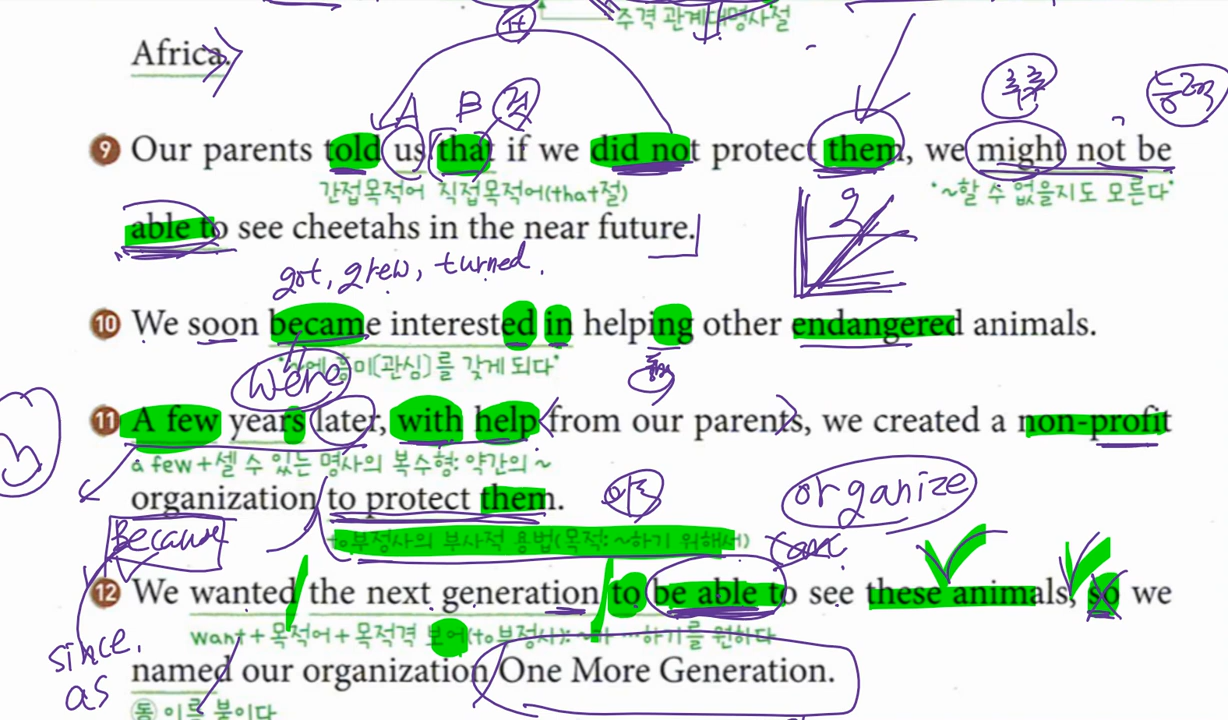 주격 관계대명사절
Africa.
A B 접
추측 능력
9 Our parents told us that if we did not protect them, we might not be
간접목적어 직접목적어(that절) "~할 수 없을지도 모른다"
able to see cheetahs in the near future.
got, grew, turned.
10 We soon became interested in helping other endangered animals.
흥미[관심]를 갖게 되다"
were
11 A few years later, with help from our parents, we created a non-profit
a few+셀 수 있는 명사의 복수형: 약간의 ~
organization to protect them.
organize
Because
to부정사의 부사적 용법(목적: ~하기 위해서)
12 We wanted the next generation to be able to see these animals, so we
want+목적어+목적격 보어(to부정사): …하기를 원하다
since,
as
named our organization One More Generation.
동 이름 붙이다